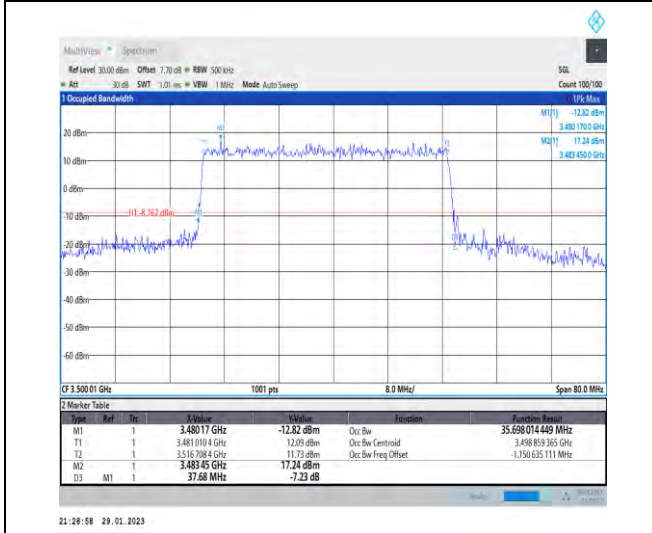 MultiView Spectrum
Ref Level 30.00 dBm Offset 7.70 dB RBW 500 kHz SGL
Att 30 dB SWT 1.01 ms VBW 1 MHz Mode Auto Sweep Count 100/100
1 Occupied Bandwidth 1Pk Max
M1[1] -12.82 dBm
3.480 170 0 GHz
M2[1] 17.24 dBm
3.483 450 0 GHz
M2
20 dBm
10 dBm
0 dBm
-10 dBm
H1 -8.762 dBm
-20 dBm
-30 dBm
-40 dBm
-50 dBm
-60 dBm
CF 3.500 01 GHz 1001 pts 8.0 MHz/ Span 80.0 MHz
2 Marker Table
Type Ref Trc X-Value Y-Value Function Function Result
M1 1 3.48017 GHz -12.82 dBm Occ Bw 35.698 014 449 MHz
T1 1 3.481 010 4 GHz 12.09 dBm Occ Bw Centroid 3.498 859 365 GHz
T2 1 3.516 708 4 GHz 11.73 dBm Occ Bw Freq Offset -1.150 635 111 MHz
M2 1 3.48345 GHz 17.24 dBm
D3 M1 1 37.68 MHz -7.23 dB
21:28:58 29.01.2023